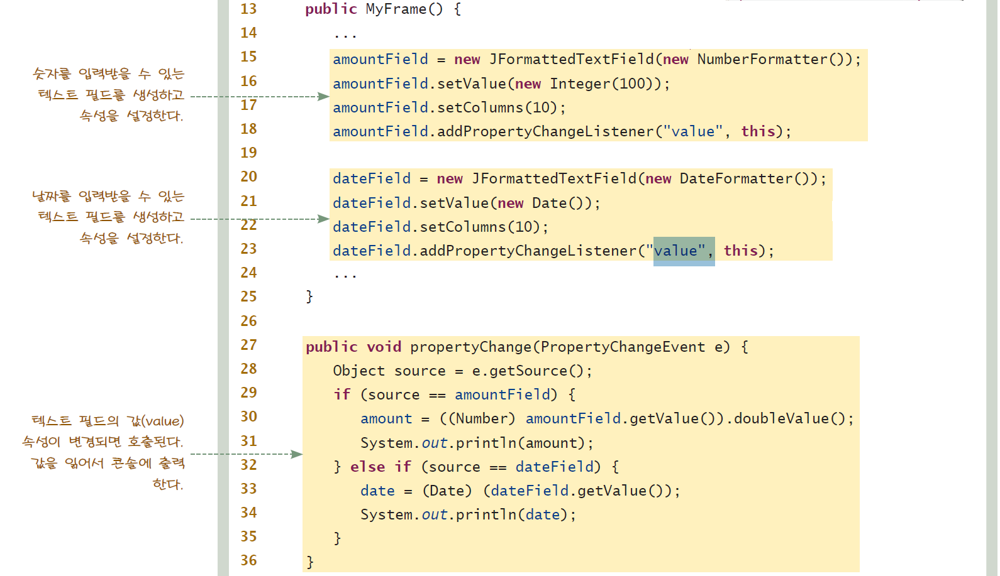 13 public MyFrame() {
14 ...
15 amountField = new JFormattedTextField(new NumberFormatter());
16 amountField.setValue(new Integer(100));
17 amountField.setColumns(10);
18 amountField.addPropertyChangeListener("value", this);
숫자를 입력받을 수 있는
텍스트 필드를 생성하고
속성을 설정한다.
19
20 dateField = new JFormattedTextField(new DateFormatter());
21 dateField.setValue(new Date());
22 dateField.setColumns(10);
23 dateField.addPropertyChangeListener("value", this);
날짜를 입력받을 수 있는
텍스트 필드를 생성하고
속성을 설정한다.
24 ...
25 }
26
27 public void propertyChange(PropertyChangeEvent e) {
28 Object source = e.getSource();
29 if (source == amountField) {
30 amount = ((Number) amountField.getValue()).doubleValue();
31 System.out.println(amount);
32 } else if (source == dateField) {
33 date = (Date) (dateField.getValue());
34 System.out.println(date);
35 }
36 }
텍스트 필드의 값(value)
속성이 변경되면 호출된다.
값을 읽어서 콘솔에 출력
한다.